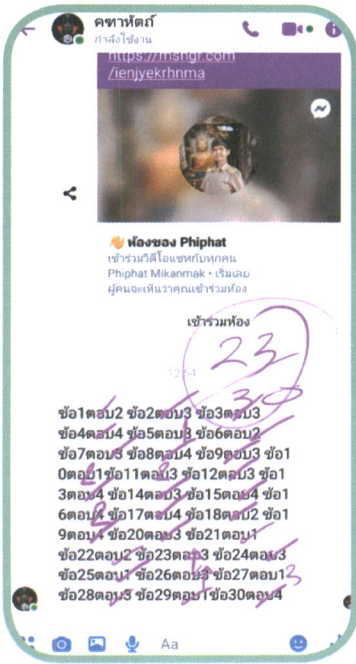 คฑาหัตถ์
กำลังใช้งาน
https://msngr.com
/ienjyekrhnma
👋 ห้องของ Phiphat
เข้าร่วมวิดีโอแชทกับทุกคน
Phiphat Mikanmak • เริ่มเลย
ผู้คนจะเห็นว่าคุณเข้าร่วมห้อง
เข้าร่วมห้อง
23
30
12:54
ข้อ1ตอบ2 ข้อ2ตอบ3 ข้อ3ตอบ3
ข้อ4ตอบ4 ข้อ5ตอบ3 ข้อ6ตอบ2
ข้อ7ตอบ3 ข้อ8ตอบ4 ข้อ9ตอบ3 ข้อ1
0ตอบ1ข้อ11ตอบ3 ข้อ12ตอบ3 ข้อ1
3ตอบ4 ข้อ14ตอบ3 ข้อ15ตอบ4 ข้อ1
6ตอบ4 ข้อ17ตอบ4 ข้อ18ตอบ2 ข้อ1
9ตอบ4 ข้อ20ตอบ3 ข้อ21ตอบ1
ข้อ22ตอบ2 ข้อ23ตอบ3 ข้อ24ตอบ3
ข้อ25ตอบ1 ข้อ26ตอบ3 ข้อ27ตอบ1 3
ข้อ28ตอบ3 ข้อ29ตอบ1ข้อ30ตอบ4
Aa